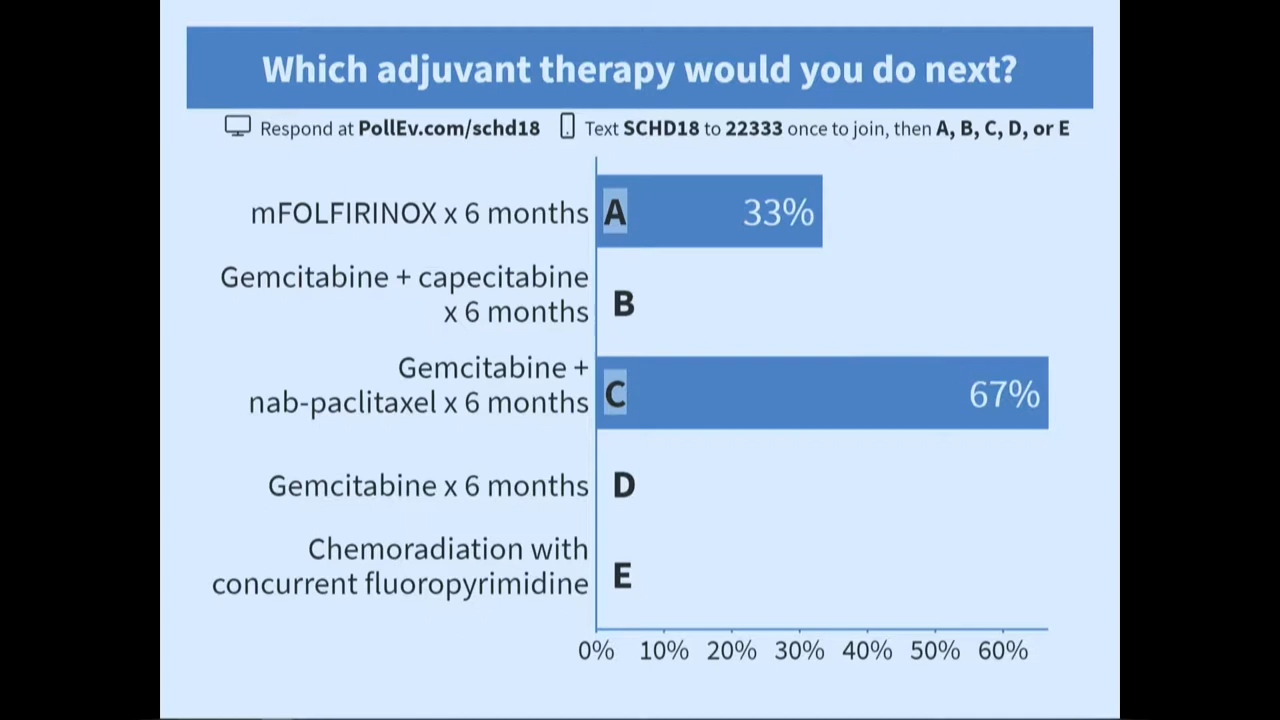 Which adjuvant therapy would you do next?
Respond at PollEv.com/schd18 Text SCHD18 to 22333 once to join, then A, B, C, D, or E
mFOLFIRINOX x 6 months A 33%
Gemcitabine + capecitabine
x 6 months B
Gemcitabine +
nab-paclitaxel x 6 months C 67%
Gemcitabine x 6 months D
Chemoradiation with
concurrent fluoropyrimidine E
0% 10% 20% 30% 40% 50% 60%